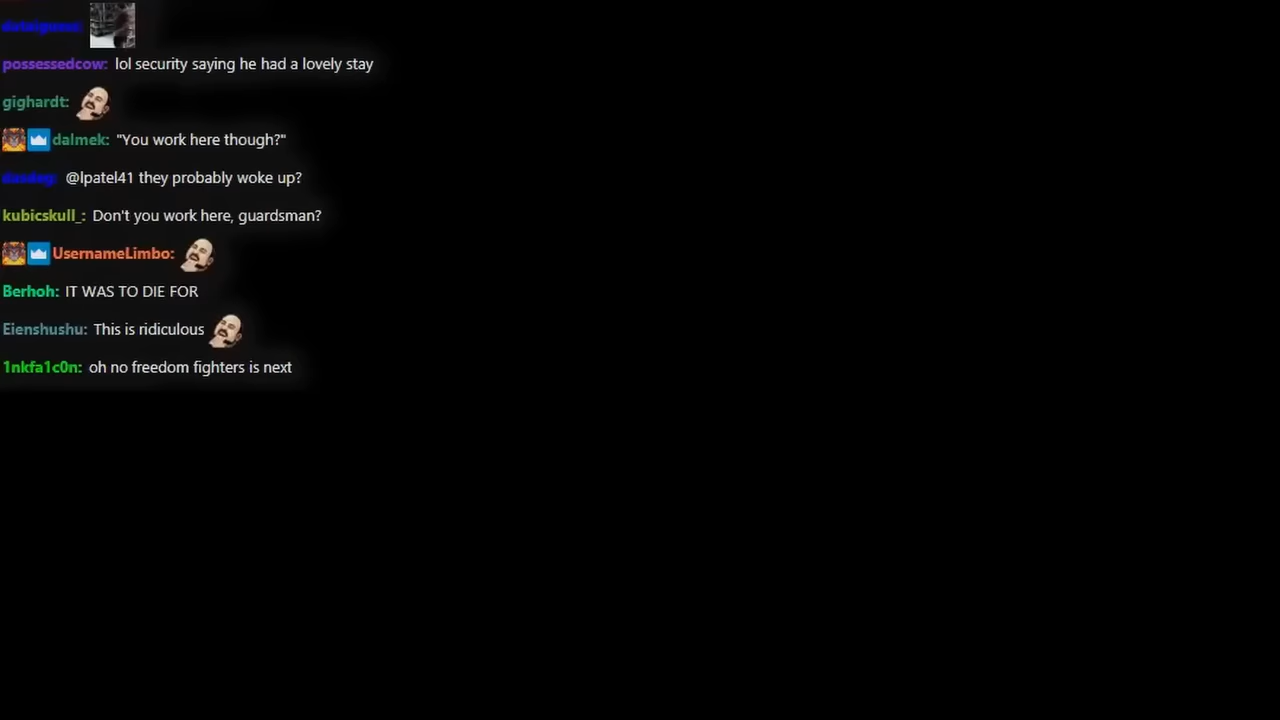 possessedcow: lol security saying he had a lovely stay
gighardt:
dalmek: "You work here though?"
@lpatel41 they probably woke up?
kubicskull_: Don't you work here, guardsman?
UsernameLimbo:
Berhoh: IT WAS TO DIE FOR
Eienshushu: This is ridiculous
1nkfa1c0n: oh no freedom fighters is next